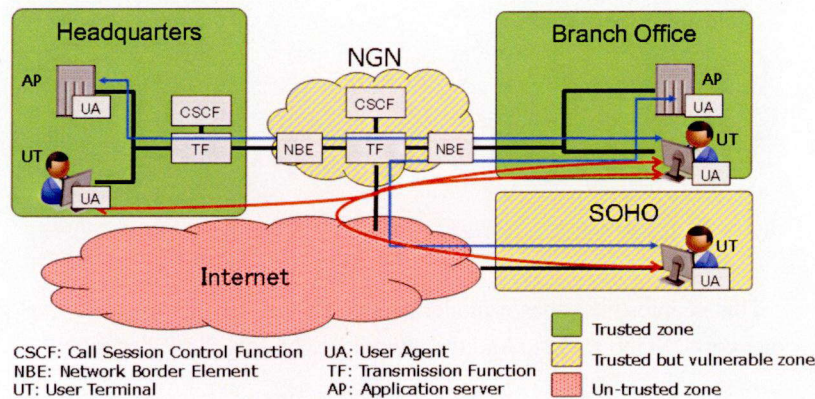 Headquarters
AP
UA
CSCF
UT
UA
TF
NGN
CSCF
NBE
TF
NBE
Branch Office
AP
UA
UT
UA
SOHO
UT
UA
Internet
CSCF: Call Session Control Function
NBE: Network Border Element
UT: User Terminal
UA: User Agent
TF: Transmission Function
AP: Application server
Trusted zone
Trusted but vulnerable zone
Un-trusted zone